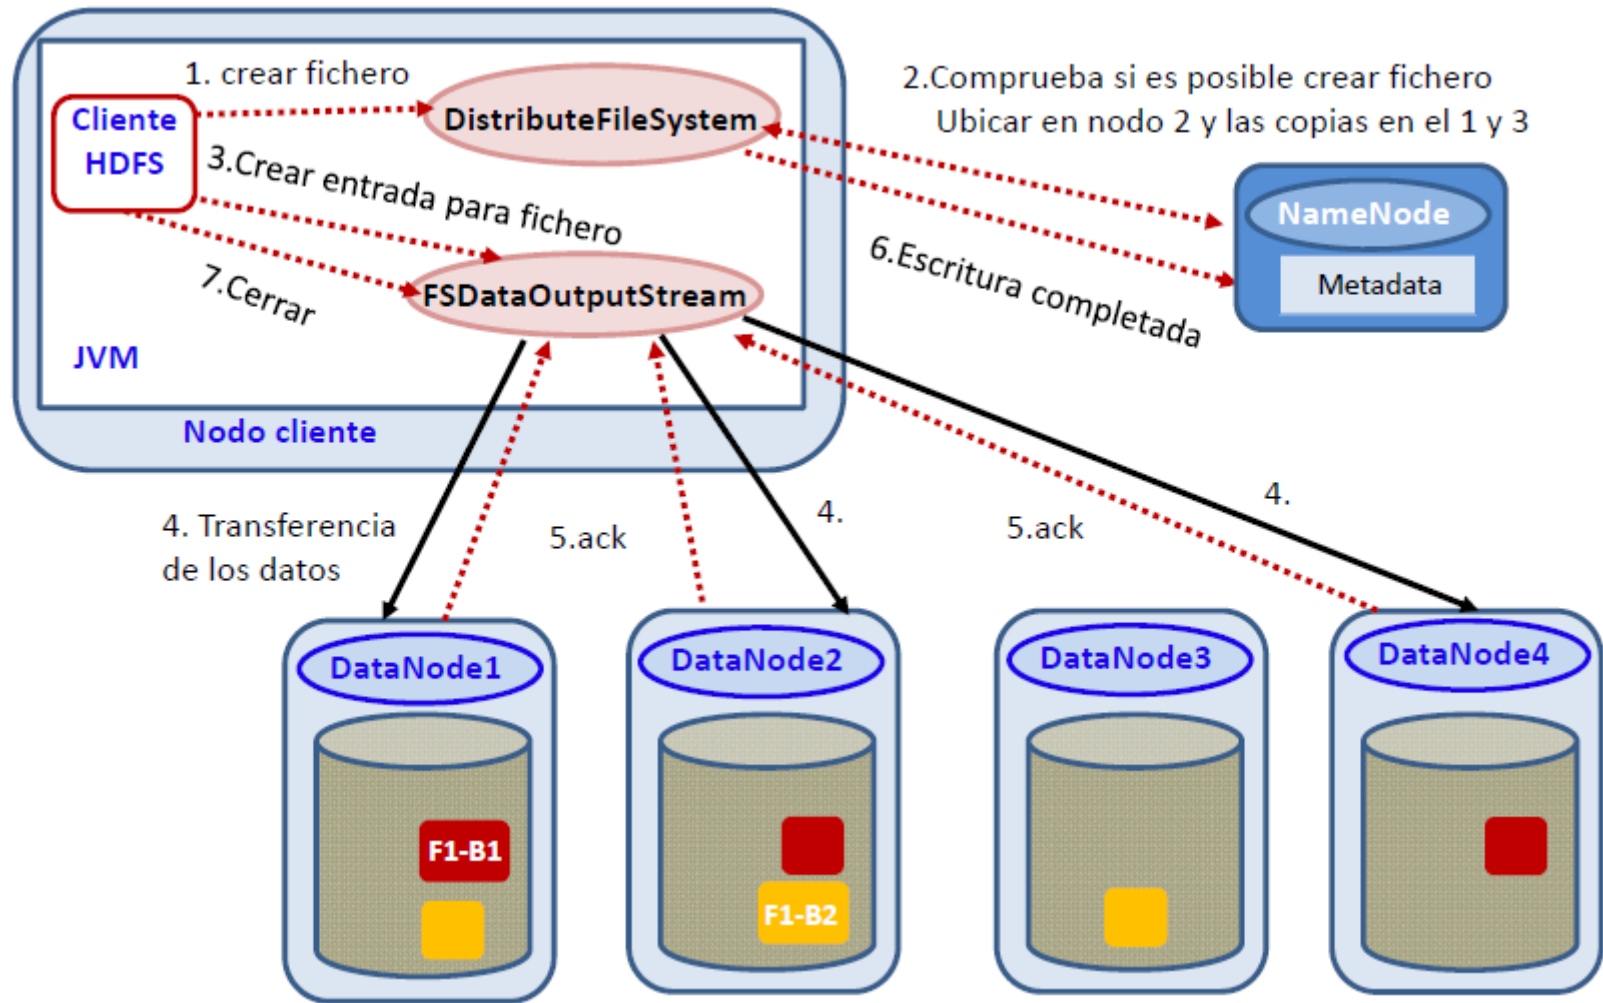 1. crear fichero
Cliente
HDFS
DistributeFileSystem
2.Comprueba si es posible crear fichero
Ubicar en nodo 2 y las copias en el 1 y 3
3.Crear entrada para fichero
NameNode
Metadata
6.Escritura completada
7.Cerrar
FSDataOutputStream
JVM
Nodo cliente
4. Transferencia
de los datos
5.ack
4.
5.ack
4.
DataNode1
DataNode2
DataNode3
DataNode4
F1-B1
F1-B2